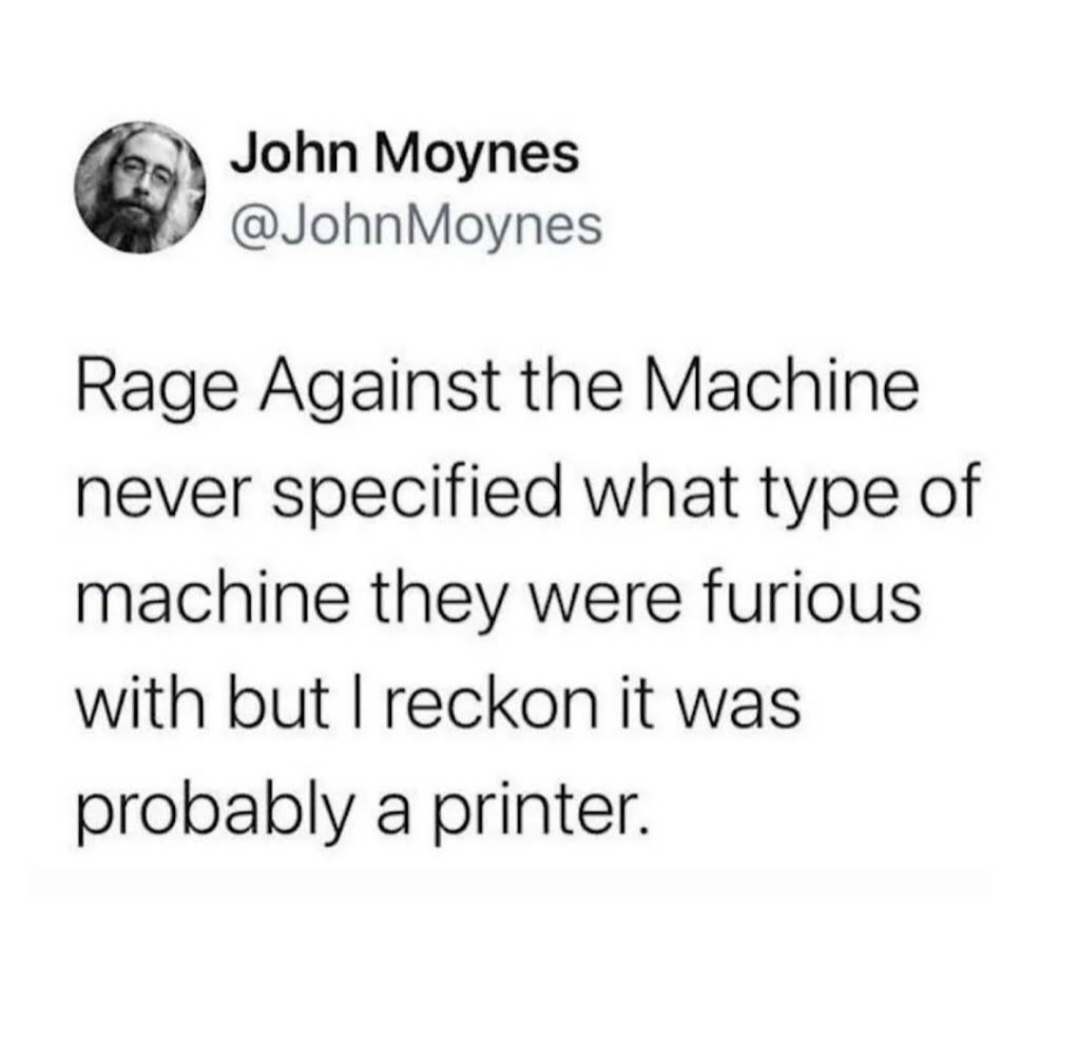 John Moynes
@JohnMoynes
Rage Against the Machine
never specified what type of
machine they were furious
with but I reckon it was
probably a printer.